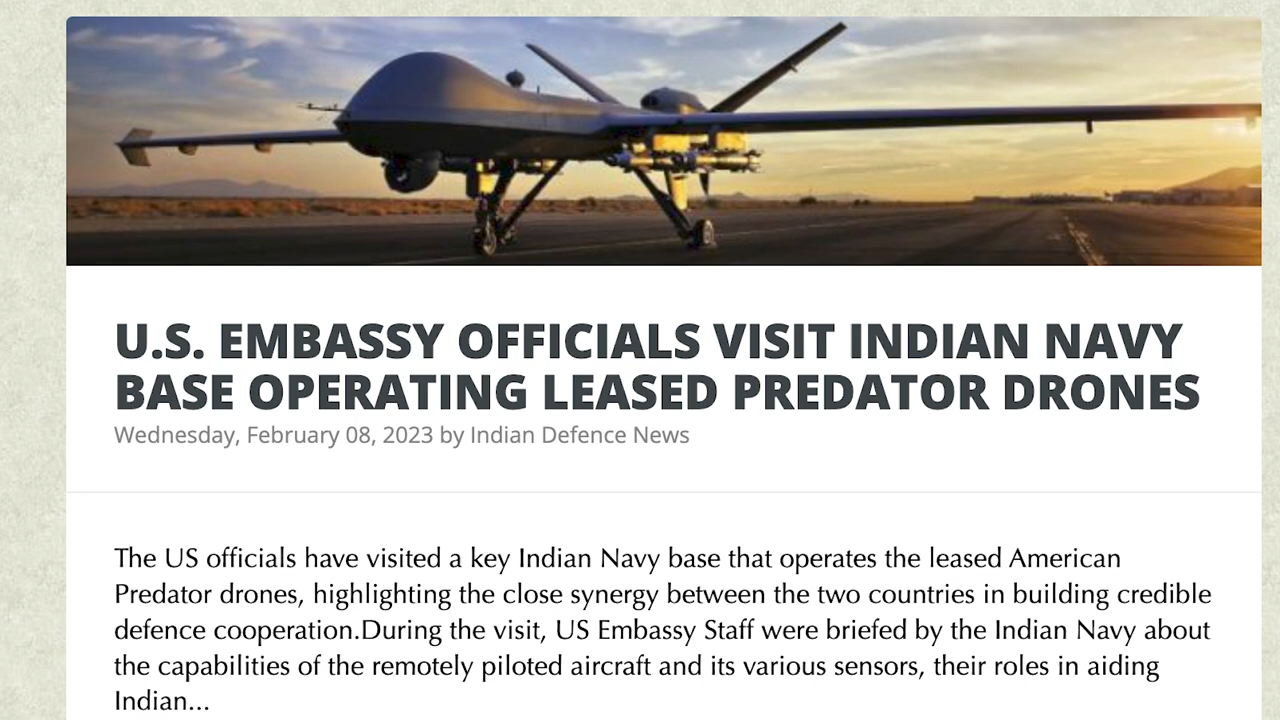 U.S. EMBASSY OFFICIALS VISIT INDIAN NAVY
BASE OPERATING LEASED PREDATOR DRONES
Wednesday, February 08, 2023 by Indian Defence News
The US officials have visited a key Indian Navy base that operates the leased American
Predator drones, highlighting the close synergy between the two countries in building credible
defence cooperation.During the visit, US Embassy Staff were briefed by the Indian Navy about
the capabilities of the remotely piloted aircraft and its various sensors, their roles in aiding
Indian...